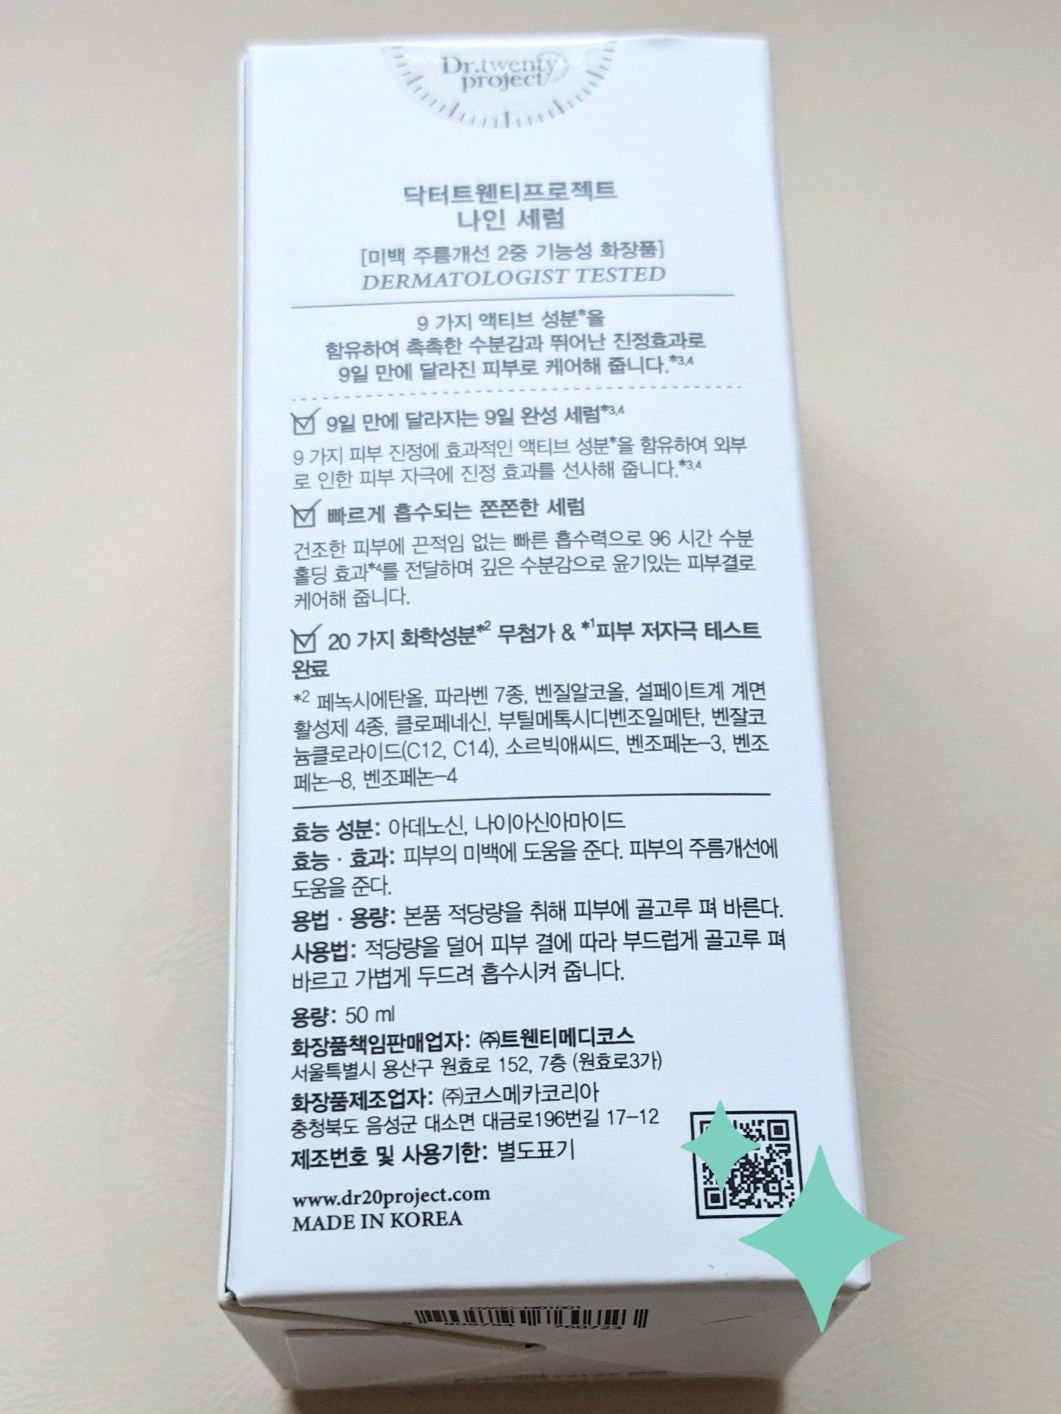 Dr.twenty
project
닥터트웬티프로젝트
나인 세럼
[미백 주름개선 2중 기능성 화장품]
DERMATOLOGIST TESTED
9 가지 액티브 성분*을
함유하여 촉촉한 수분감과 뛰어난 진정효과로
9일 만에 달라진 피부로 케어해 줍니다.*3,4
9일 만에 달라지는 9일 완성 세럼*3,4
9 가지 피부 진정에 효과적인 액티브 성분*을 함유하여 외부
로 인한 피부 자극에 진정 효과를 선사해 줍니다.*3,4
빠르게 흡수되는 쫀쫀한 세럼
건조한 피부에 끈적임 없는 빠른 흡수력으로 96 시간 수분
홀딩 효과*4를 전달하며 깊은 수분감으로 윤기있는 피부결로
케어해 줍니다.
20 가지 화학성분*2 무첨가 & *1피부 저자극 테스트
완료
*2 페녹시에탄올, 파라벤 7종, 벤질알코올, 설페이트계 계면
활성제 4종, 클로페네신, 부틸메톡시디벤조일메탄, 벤잘코
늄클로라이드(C12, C14), 소르빅애씨드, 벤조페논-3, 벤조
페논-8, 벤조페논-4
효능 성분: 아데노신, 나이아신아마이드
효능 · 효과: 피부의 미백에 도움을 준다. 피부의 주름개선에
도움을 준다.
용법 · 용량: 본품 적당량을 취해 피부에 골고루 펴 바른다.
사용법: 적당량을 덜어 피부 결에 따라 부드럽게 골고루 펴
바르고 가볍게 두드려 흡수시켜 줍니다.
용량: 50 ml
화장품책임판매업자: ㈜트웬티메디코스
서울특별시 용산구 원효로 152, 7층 (원효로3가)
화장품제조업자: ㈜코스메카코리아
충청북도 음성군 대소면 대금로196번길 17-12
제조번호 및 사용기한: 별도표기
www.dr20project.com
MADE IN KOREA